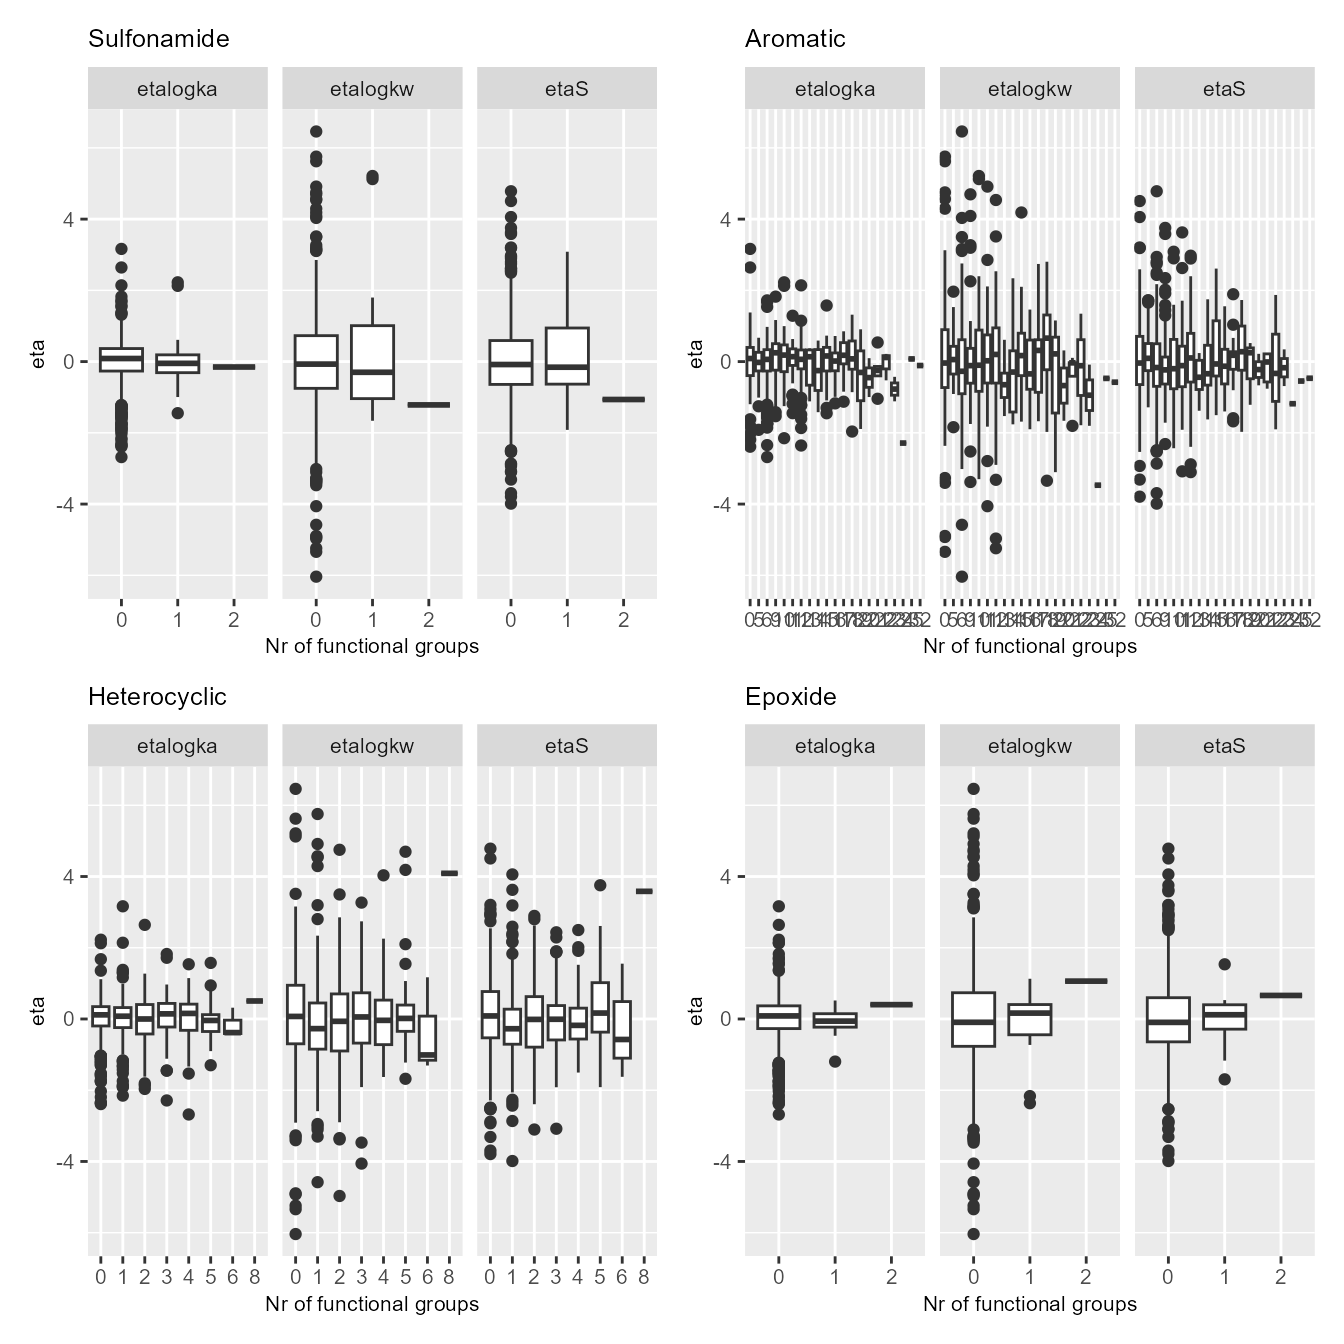 Sulfonamide
etalogka etalogkw etaS
4
0
-4
eta
0 1 2 0 1 2 0 1 2
Nr of functional groups
Aromatic
etalogka etalogkw etaS
4
0
-4
eta
Nr of functional groups
Heterocyclic
etalogka etalogkw etaS
4
0
-4
eta
0 1 2 3 4 5 6 8 0 1 2 3 4 5 6 8 0 1 2 3 4 5 6 8
Nr of functional groups
Epoxide
etalogka etalogkw etaS
4
0
-4
eta
0 1 2 0 1 2 0 1 2
Nr of functional groups